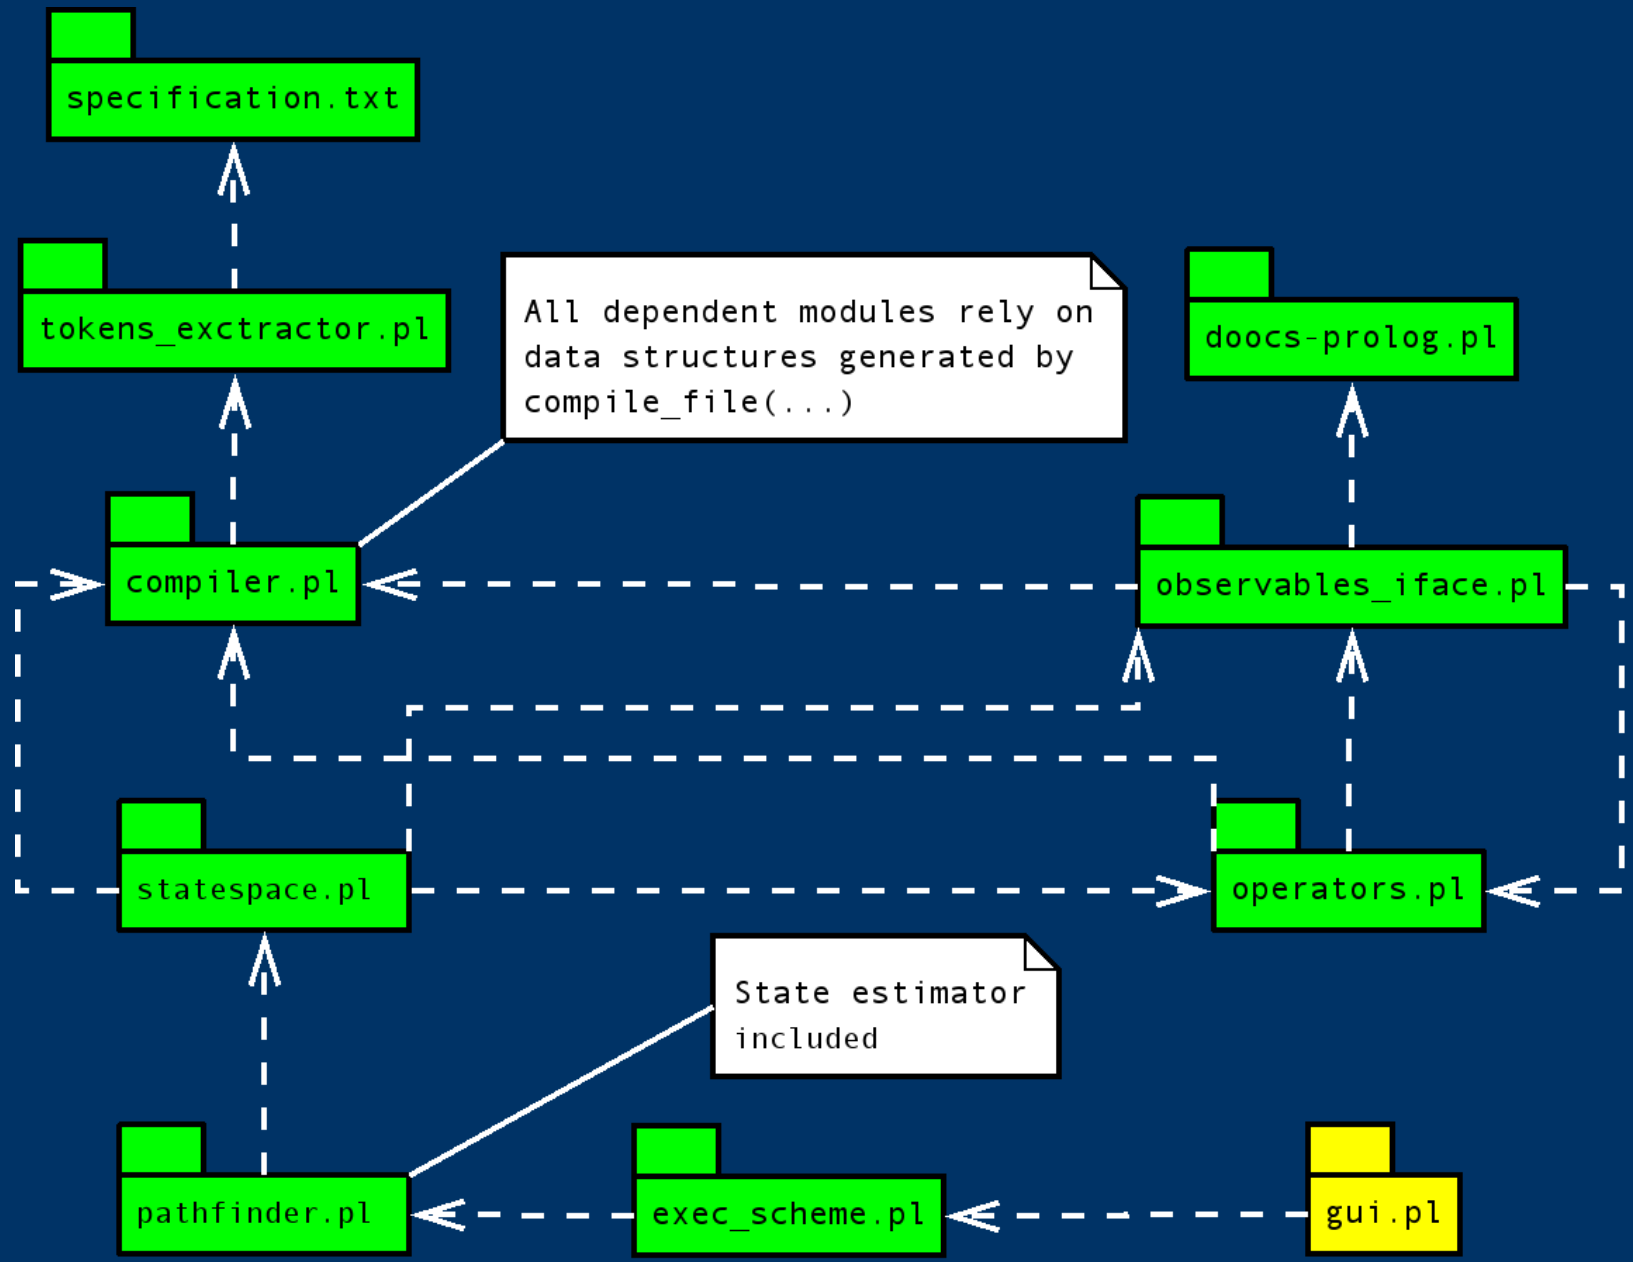 specification.txt
tokens_exctractor.pl
All dependent modules rely on
data structures generated by
compile_file(...)
doocs-prolog.pl
compiler.pl
observables_iface.pl
statespace.pl
operators.pl
State estimator
included
pathfinder.pl
exec_scheme.pl
gui.pl